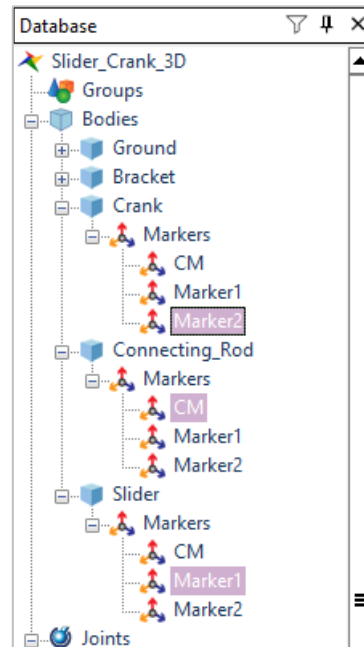 Database
Slider_Crank_3D
Groups
Bodies
Ground
Bracket
Crank
Markers
CM
Marker1
Marker2
Connecting_Rod
Markers
CM
Marker1
Marker2
Slider
Markers
CM
Marker1
Marker2
Joints